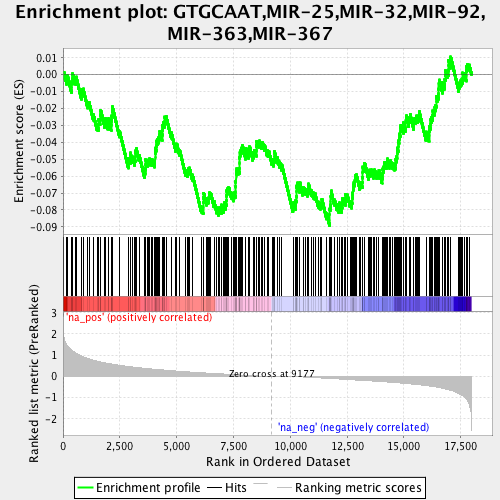 Enrichment plot: GTGCAAT,MIR-25,MIR-32,MIR-92,
MIR-363,MIR-367
Enrichment score (ES)
0.01
0.00
-0.01
-0.02
-0.03
-0.04
-0.05
-0.06
-0.07
-0.08
-0.09
Ranked list metric (PreRanked)
'na_pos' (positively correlated)
3
2
1
0
-1
-2
Zero cross at 9177
'na_neg' (negatively correlated)
0
2,500
5,000
7,500
10,000
12,500
15,000
17,500
Rank in Ordered Dataset
Enrichment profile
Hits
Ranking metric scores